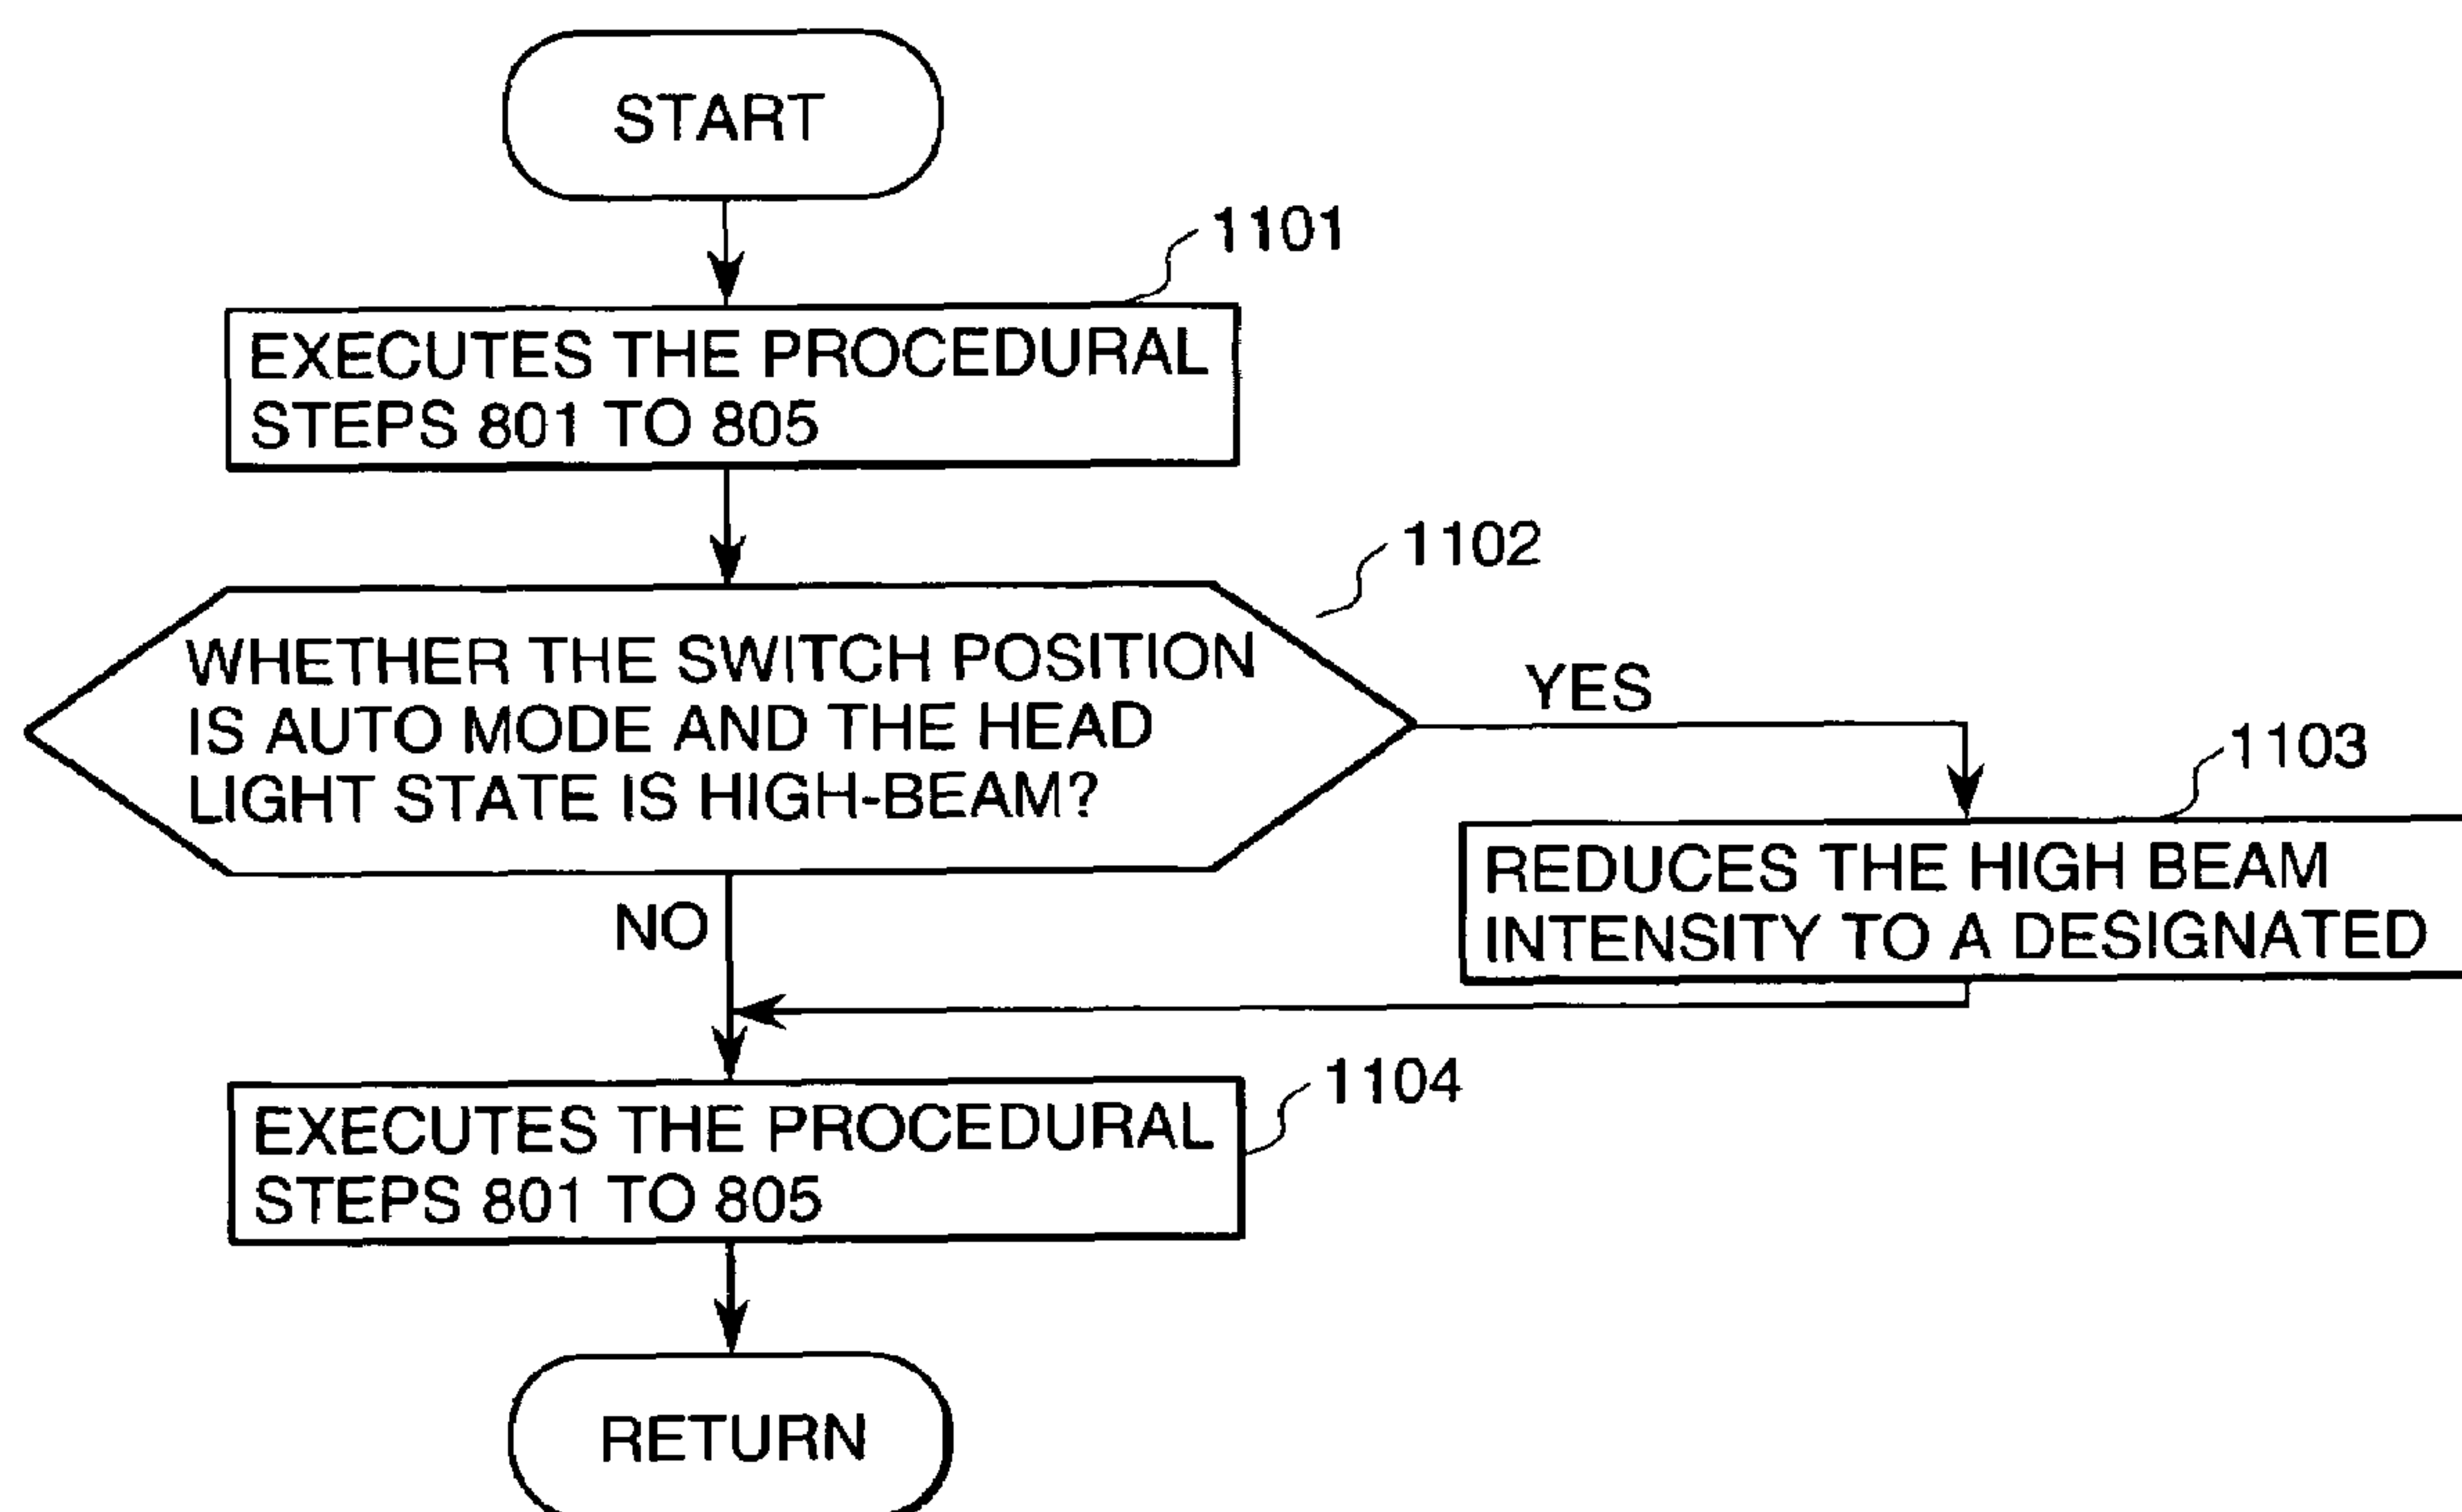 START
1101
EXECUTES THE PROCEDURAL
STEPS 801 TO 805
1102
WHETHER THE SWITCH POSITION
IS AUTO MODE AND THE HEAD
LIGHT STATE IS HIGH-BEAM?
YES
1103
REDUCES THE HIGH BEAM
INTENSITY TO A DESIGNATED
NO
1104
EXECUTES THE PROCEDURAL
STEPS 801 TO 805
RETURN